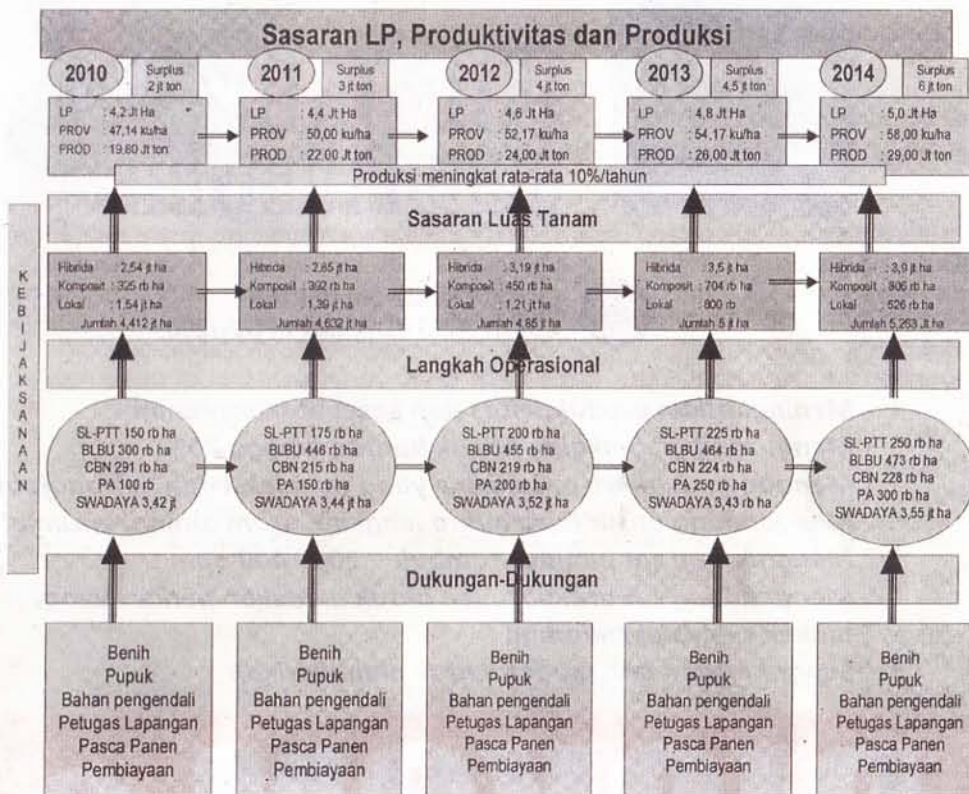 Sasaran LP, Produktivitas dan Produksi
2010
Surplus
2 jt ton
LP : 4,2 Jt Ha
PROV : 47,14 ku/ha
PROD : 19,80 Jt ton
2011
Surplus
3 jt ton
LP : 4,4 Jt Ha
PROV : 50,00 ku/ha
PROD : 22,00 Jt ton
2012
Surplus
4 jt ton
LP : 4,6 Jt Ha
PROV : 52,17 ku/ha
PROD : 24,00 Jt ton
2013
Surplus
4,5 jt ton
LP : 4,8 Jt Ha
PROV : 54,17 ku/ha
PROD : 26,00 Jt ton
2014
Surplus
6 jt ton
LP : 5,0 Jt Ha
PROV : 58,00 ku/ha
PROD : 29,00 Jt ton
Produksi meningkat rata-rata 10%/tahun
KEBIJAKSANAAN
Sasaran Luas Tanam
Hibrida : 2,54 jt ha
Komposit : 325 rb ha
Lokal : 1,54 jt ha
Jumlah 4,412 jt ha
Hibrida : 2,85 jt ha
Komposit : 392 rb ha
Lokal : 1,39 jt ha
Jumlah 4,632 jt ha
Hibrida : 3,19 jt ha
Komposit : 450 rb ha
Lokal : 1,21 jt ha
Jumlah 4,85 jt ha
Hibrida : 3,5 jt ha
Komposit : 704 rb ha
Lokal : 800 rb
Jumlah 5 jt ha
Hibrida : 3,9 jt ha
Komposit : 806 rb ha
Lokal : 526 rb ha
Jumlah 5,263 Jt ha
Langkah Operasional
SL-PTT 150 rb ha
BLBU 300 rb ha
CBN 291 rb ha
PA 100 rb
SWADAYA 3,42 jt
SL-PTT 175 rb ha
BLBU 446 rb ha
CBN 215 rb ha
PA 150 rb ha
SWADAYA 3,44 jt ha
SL-PTT 200 rb ha
BLBU 455 rb ha
CBN 219 rb ha
PA 200 rb ha
SWADAYA 3,52 jt ha
SL-PTT 225 rb ha
BLBU 464 rb ha
CBN 224 rb ha
PA 250 rb ha
SWADAYA 3,43 rb ha
SL-PTT 250 rb ha
BLBU 473 rb ha
CBN 228 rb ha
PA 300 rb ha
SWADAYA 3,55 jt ha
Dukungan-Dukungan
Benih
Pupuk
Bahan pengendali
Petugas Lapangan
Pasca Panen
Pembiayaan
Benih
Pupuk
Bahan pengendali
Petugas Lapangan
Pasca Panen
Pembiayaan
Benih
Pupuk
Bahan pengendali
Petugas Lapangan
Pasca Panen
Pembiayaan
Benih
Pupuk
Bahan pengendali
Petugas Lapangan
Pasca Panen
Pembiayaan
Benih
Pupuk
Bahan pengendali
Petugas Lapangan
Pasca Panen
Pembiayaan